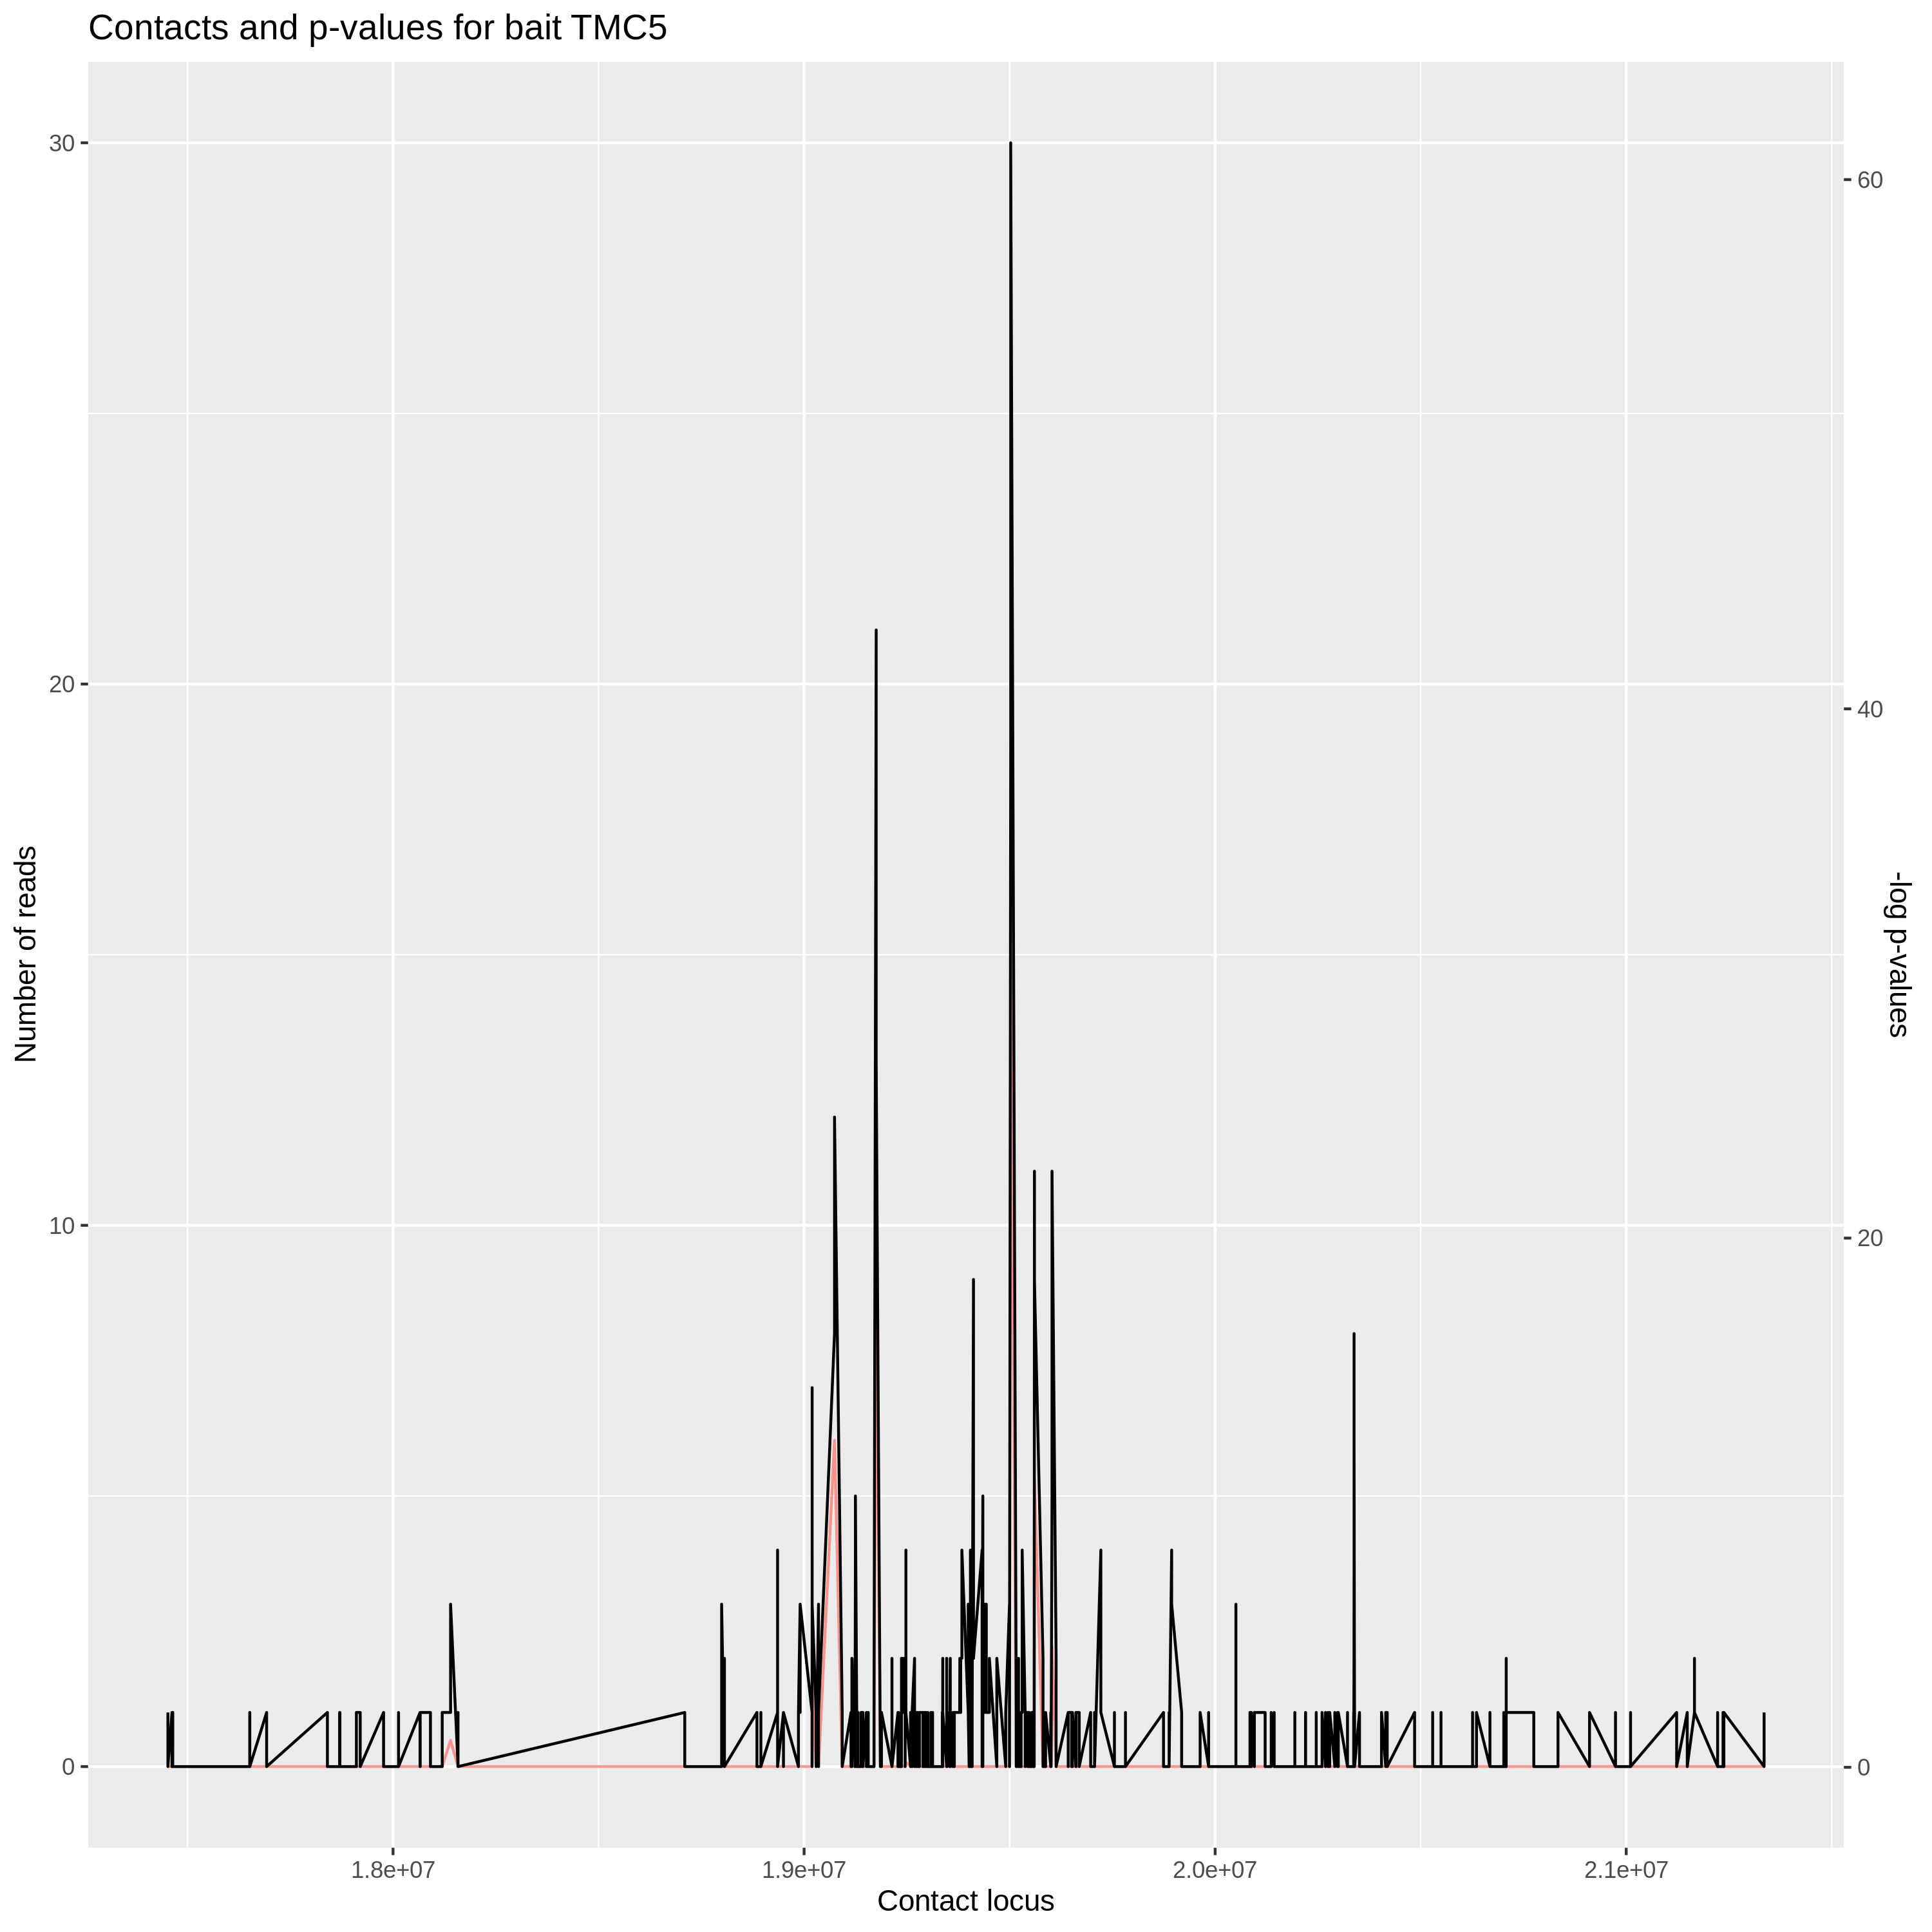 Contacts and p-values for bait TMC5
30
20
10
0
Number of reads
60
40
20
0
-log p-values
1.8e+07 1.9e+07 2.0e+07 2.1e+07
Contact locus